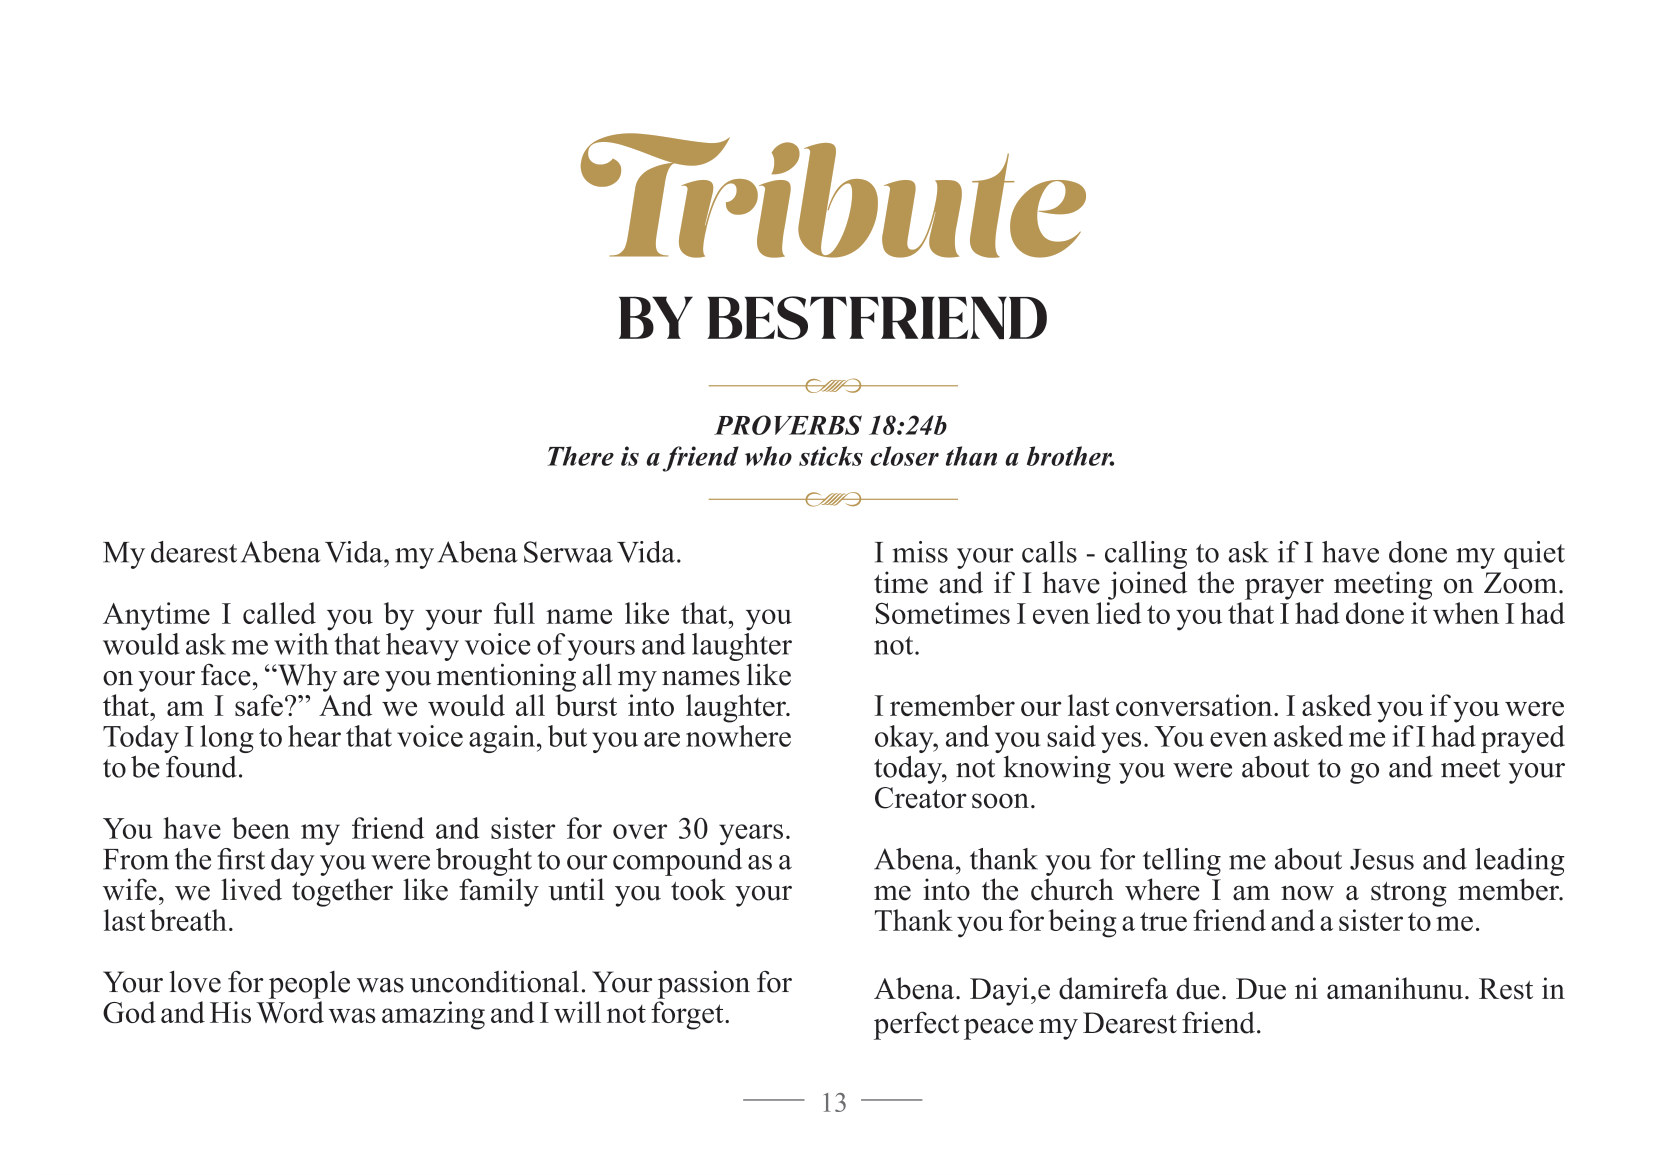 Tribute
BY BESTFRIEND
PROVERBS 18:24b
There is a friend who sticks closer than a brother.
My dearest Abena Vida, my Abena Serwaa Vida.
Anytime I called you by your full name like that, you
would ask me with that heavy voice of yours and laughter
on your face, “Why are you mentioning all my names like
that, am I safe?” And we would all burst into laughter.
Today I long to hear that voice again, but you are nowhere
to be found.
You have been my friend and sister for over 30 years.
From the first day you were brought to our compound as a
wife, we lived together like family until you took your
last breath.
Your love for people was unconditional. Your passion for
God and His Word was amazing and I will not forget.
I miss your calls - calling to ask if I have done my quiet
time and if I have joined the prayer meeting on Zoom.
Sometimes I even lied to you that I had done it when I had
not.
I remember our last conversation. I asked you if you were
okay, and you said yes. You even asked me if I had prayed
today, not knowing you were about to go and meet your
Creator soon.
Abena, thank you for telling me about Jesus and leading
me into the church where I am now a strong member.
Thank you for being a true friend and a sister to me.
Abena. Dayi,e damirefa due. Due ni amanihunu. Rest in
perfect peace my Dearest friend.
13